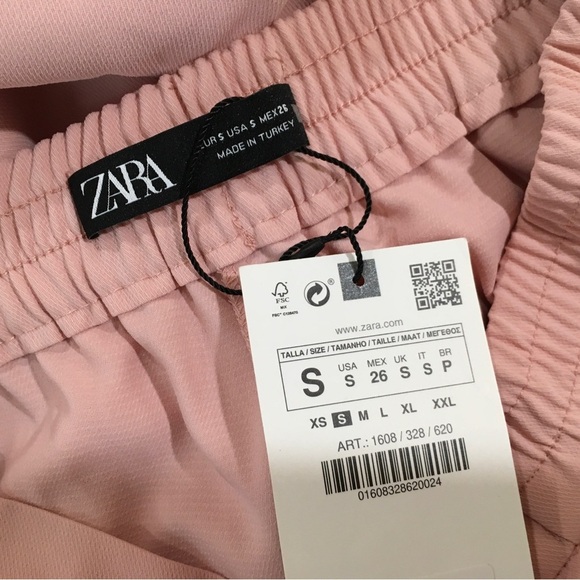 ZARA
EUR S USA S MEX 26
MADE IN TURKEY
FSC
MIX
www.zara.com
TALLA / SIZE / TAMANHO / TAILLE / MAAT / ΜΕΓΕΘΟΣ
S
USA MEX UK IT BR
S 26 S S P
XS S M L XL XXL
ART.: 1608 / 328 / 620
01608328620024